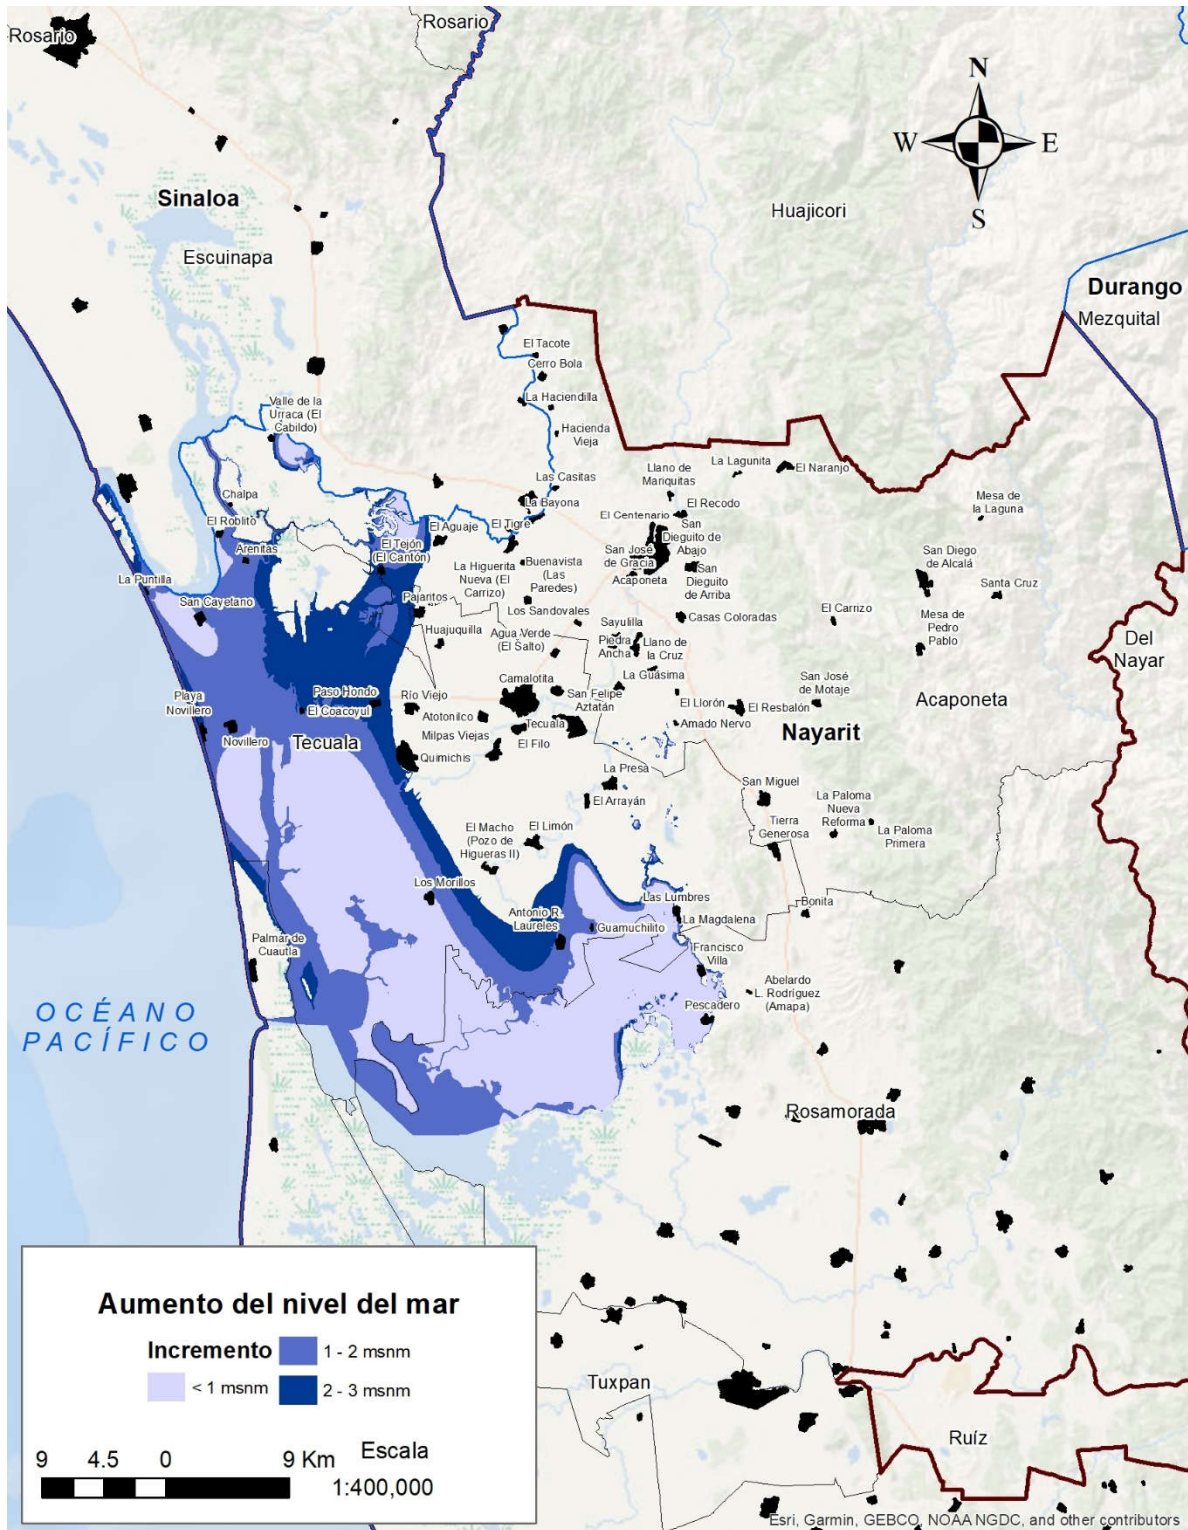 Rosario
Rosario
N
W
E
S
Sinaloa
Huajicori
Escuinapa
Durango
Mezquital
El Tacote
Cerro Bola
La Haciendilla
Hacienda
Vieja
Valle de la
Urraca (El
Cabildo)
Las Casitas
La Bayona
Llano de
Mariquitas
La Lagunita
El Naranjo
Chalpa
El Roblito
Arenitas
El Aguaje
El Tigre
El Tejón
(El Cantón)
El Recodo
El Centenario
San
Dieguito de
Abajo
San José
de Gracia
Acaponeta
San
Dieguito
de Arriba
Mesa de
la Laguna
San Diego
de Alcalá
Santa Cruz
La Puntilla
San Cayetano
La Higuerita
Nueva (El
Carrizo)
Buenavista (Las
Paredes)
Pajaritos
Los Sandovales
Casas Coloradas
El Carrizo
Mesa de
Pedro
Pablo
Huajuquilla
Agua Verde
(El Salto)
Sayulilla
Piedra
Ancha
Llano de
la Cruz
La Guásima
Del
Nayar
Playa
Novillero
Novillero
Paso Hondo
El Coacoyul
Río Viejo
Camalotita
San Felipe
Aztatán
El Llorón
El Resbalón
San José
de Motaje
Acaponeta
Atotonilco
Tecuala
Amado Nervo
Nayarit
Tecuala
Milpas Viejas
El Filo
Quimichis
La Presa
El Arrayán
San Miguel
Tierra
Generosa
La Paloma
Nueva
Reforma
La Paloma
Primera
El Macho
(Pozo de
Higueras II)
El Limón
Los Morillos
Antonio R.
Laureles
Guamuchilito
Las Lumbres
La Magdalena
Bonita
Palmar de
Cuautla
Francisco
Villa
Pescadero
Abelardo
L. Rodríguez
(Amapa)
OCÉANO
PACÍFICO
Rosamorada
Tuxpan
Ruíz
Aumento del nivel del mar
Incremento
1 - 2 msnm
< 1 msnm
2 - 3 msnm
9 4.5 0 9 Km
Escala
1:400,000
Esri, Garmin, GEBCO, NOAA NGDC, and other contributors